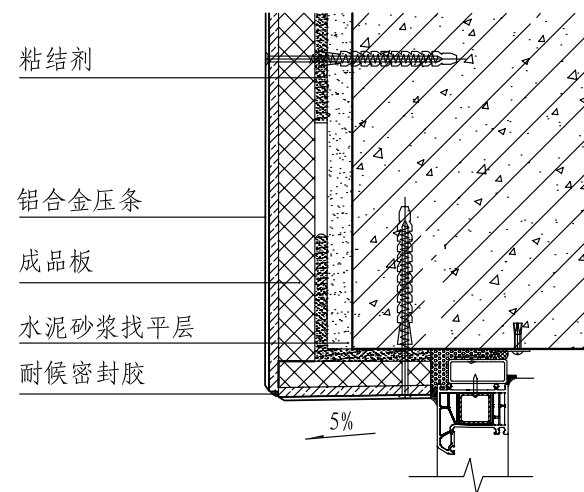 粘结剂
铝合金压条
成品板
水泥砂浆找平层
耐候密封胶
5%